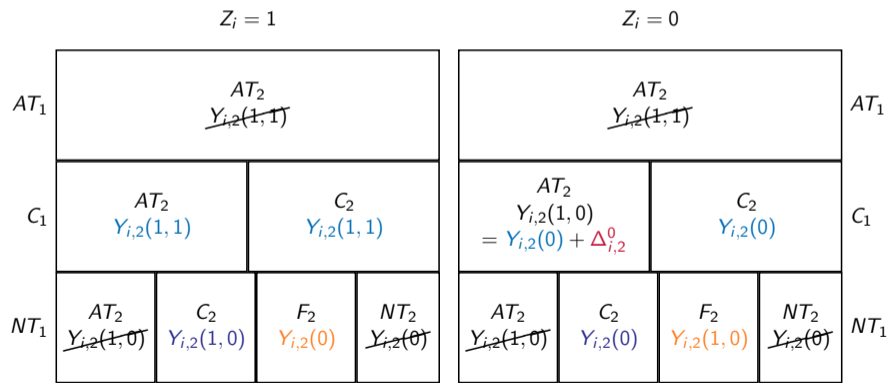 Z_i = 1
Z_i = 0
AT_1
AT_2
Y_{i,2}(1, 1)
AT_2
Y_{i,2}(1, 1)
AT_1
C_1
AT_2
Y_{i,2}(1, 1)
C_2
Y_{i,2}(1, 1)
AT_2
Y_{i,2}(1, 0)
= Y_{i,2}(0) + Δ^0_{i,2}
C_2
Y_{i,2}(0)
C_1
NT_1
AT_2
Y_{i,2}(1, 0)
C_2
Y_{i,2}(1, 0)
F_2
Y_{i,2}(0)
NT_2
Y_{i,2}(0)
AT_2
Y_{i,2}(1, 0)
C_2
Y_{i,2}(0)
F_2
Y_{i,2}(1, 0)
NT_2
Y_{i,2}(0)
NT_1